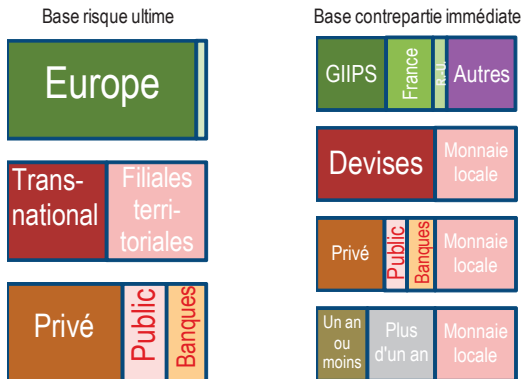 Base risque ultime
Europe
Trans-
national
Filiales
terri-
toriales
Privé
Public
Banques
Base contrepartie immédiate
GIIPS
France
R.-U.
Autres
Devises
Monnaie
locale
Privé
Public
Banques
Monnaie
locale
Un an
ou
moins
Plus
d'un an
Monnaie
locale